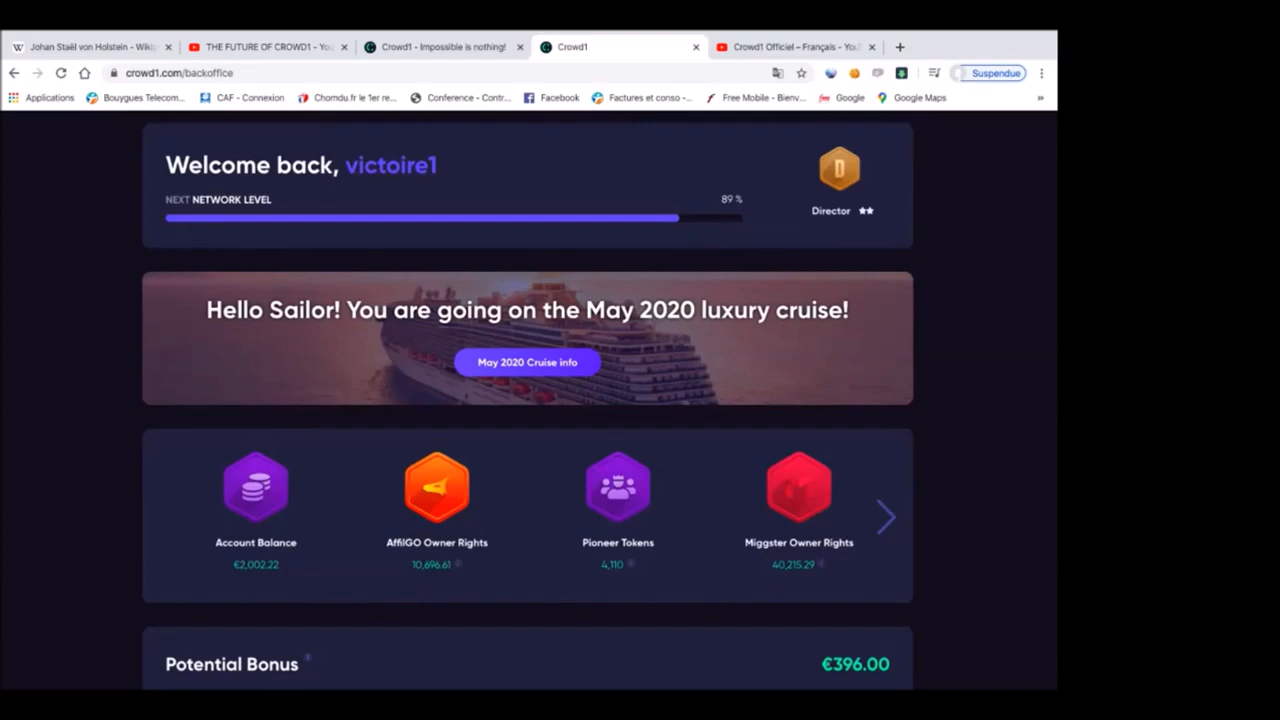 Johan Staël von Holstein - Wikip
THE FUTURE OF CROWD1 - You
Crowd1 - Impossible is nothing!
Crowd1
Crowd1 Officiel – Français - You
crowd1.com/backoffice
Suspendue
Applications
Bouygues Telecom...
CAF - Connexion
Chomdu.fr le 1er re...
Conference - Contr...
Facebook
Factures et conso -...
Free Mobile - Bienv...
Google
Google Maps
»
Welcome back, victoire1
NEXT NETWORK LEVEL
89 %
D
Director
Hello Sailor! You are going on the May 2020 luxury cruise!
May 2020 Cruise info
Account Balance
AffilGO Owner Rights
Pioneer Tokens
Miggster Owner Rights
€2,002.22
10,696.61
4,110
40,215.29
Potential Bonus
€396.00